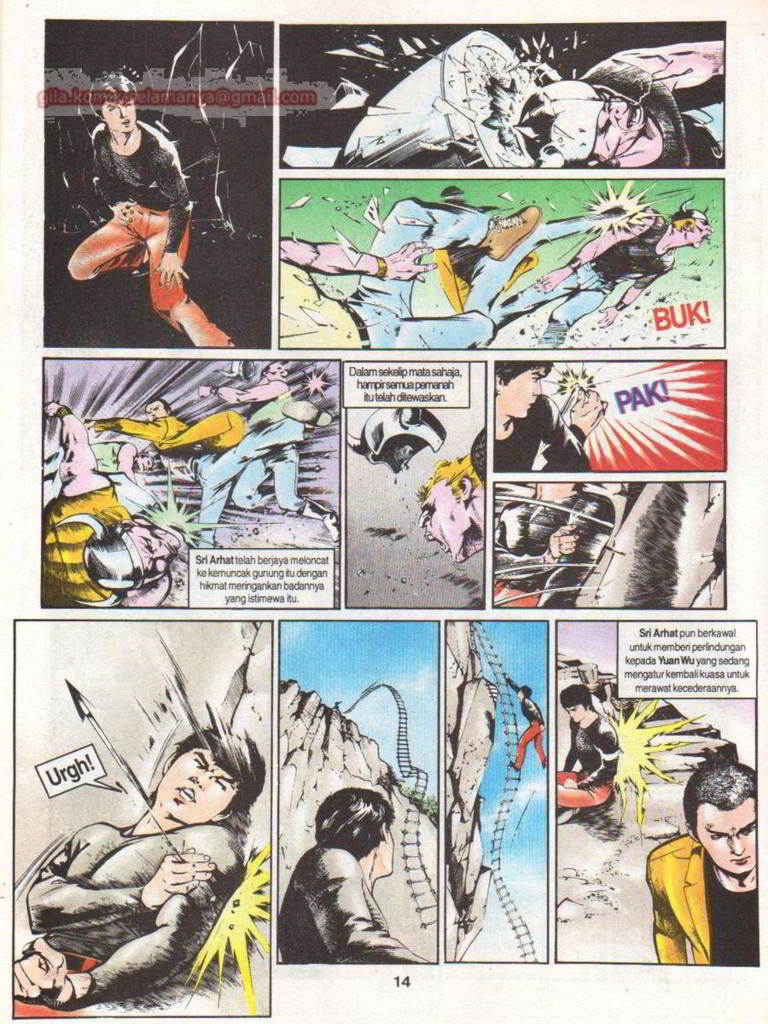 gila.komik.selamanya@gmail.com
BUK!
Sri Arhat telah berjaya meloncat
ke kemuncak gunung itu dengan
hikmat meringankan badannya
yang istimewa itu.
Dalam sekelip mata sahaja,
hampir semua pemanah
itu telah ditewaskan.
PAK!
Urgh!
Sri Arhat pun berkawal
untuk memberi perlindungan
kepada Yuan Wu yang sedang
mengatur kembali kuasa untuk
merawat kecederaannya.
14